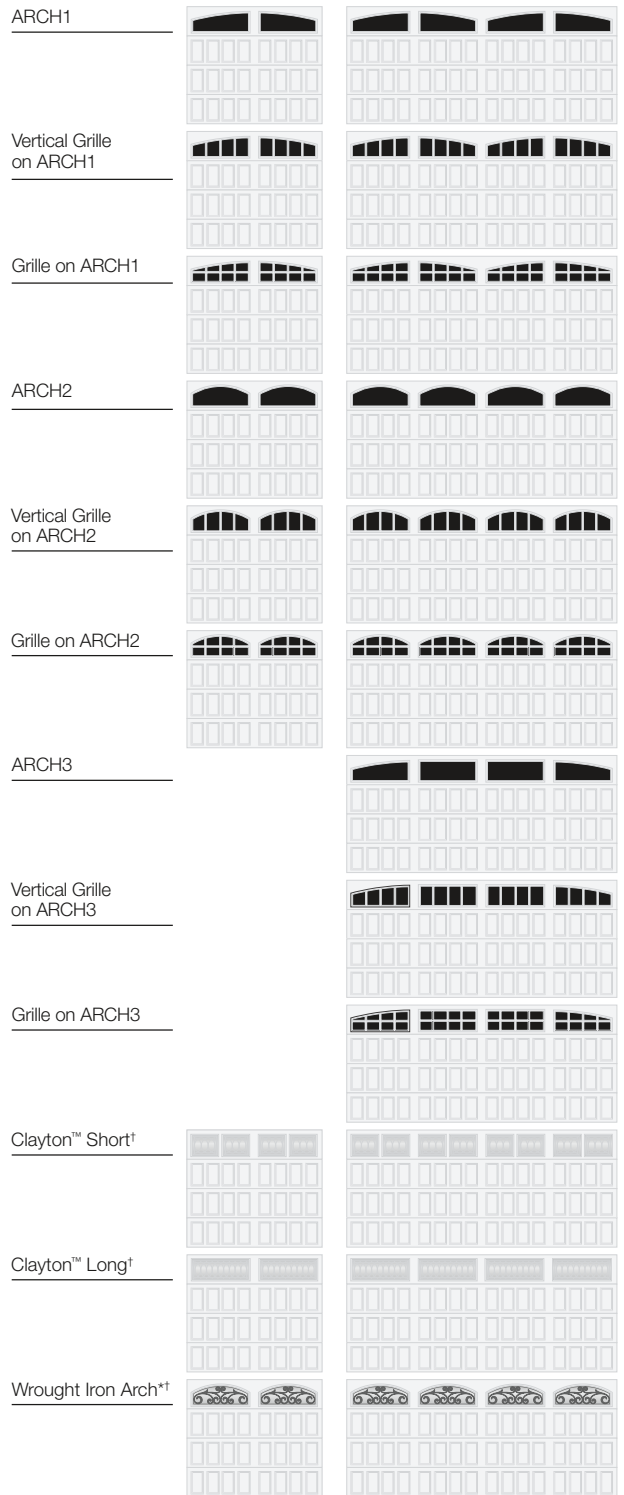 ARCH1
Vertical Grille
on ARCH1
Grille on ARCH1
ARCH2
Vertical Grille
on ARCH2
Grille on ARCH2
ARCH3
Vertical Grille
on ARCH3
Grille on ARCH3
Clayton™ Short†
Clayton™ Long†
Wrought Iron Arch*†